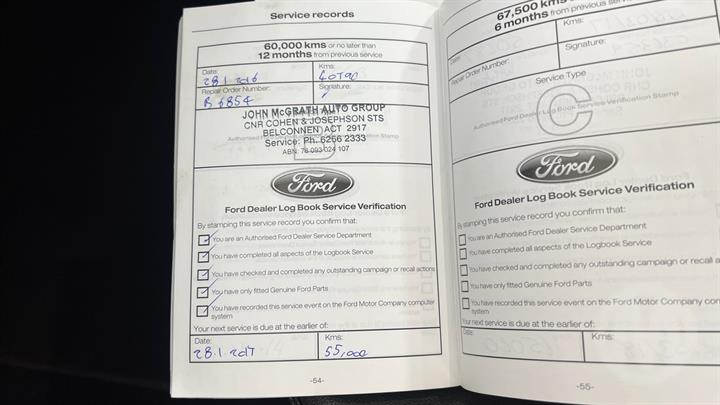 Service records
60,000 kms or no later than
12 months from previous service
Date:
28.1.2016
Kms:
40790
Repair Order Number:
B 6854
Signature:
JOHN McGRATH AUTO GROUP
CNR COHEN & JOSEPHSON STS
BELCONNEN ACT 2917
Service: Ph. 6266 2333
ABN: 76 093 024 107
Ford
Ford Dealer Log Book Service Verification
By stamping this service record you confirm that:
You are an Authorised Ford Dealer Service Department
You have completed all aspects of the Logbook Service
You have checked and completed any outstanding campaign or recall actions
You have only fitted Genuine Ford Parts
You have recorded this service event on the Ford Motor Company computer
system
Your next service is due at the earlier of:
Date:
28.1.2017
Kms:
55,000
-54-
67,500 kms
6 months from previous
Date:
Kms:
Repair Order Number:
Signature:
Service Type
C
Authorised Ford Dealer Log Book Service Verification Stamp
Ford
Ford Dealer Log Book Service Verification
By stamping this service record you confirm that:
You are an Authorised Ford Dealer Service Department
You have completed all aspects of the Logbook Service
You have checked and completed any outstanding campaign or recall a
You have only fitted Genuine Ford Parts
You have recorded this service event on the Ford Motor Company com
system
Your next service is due at the earlier of:
Date:
Kms:
-55-